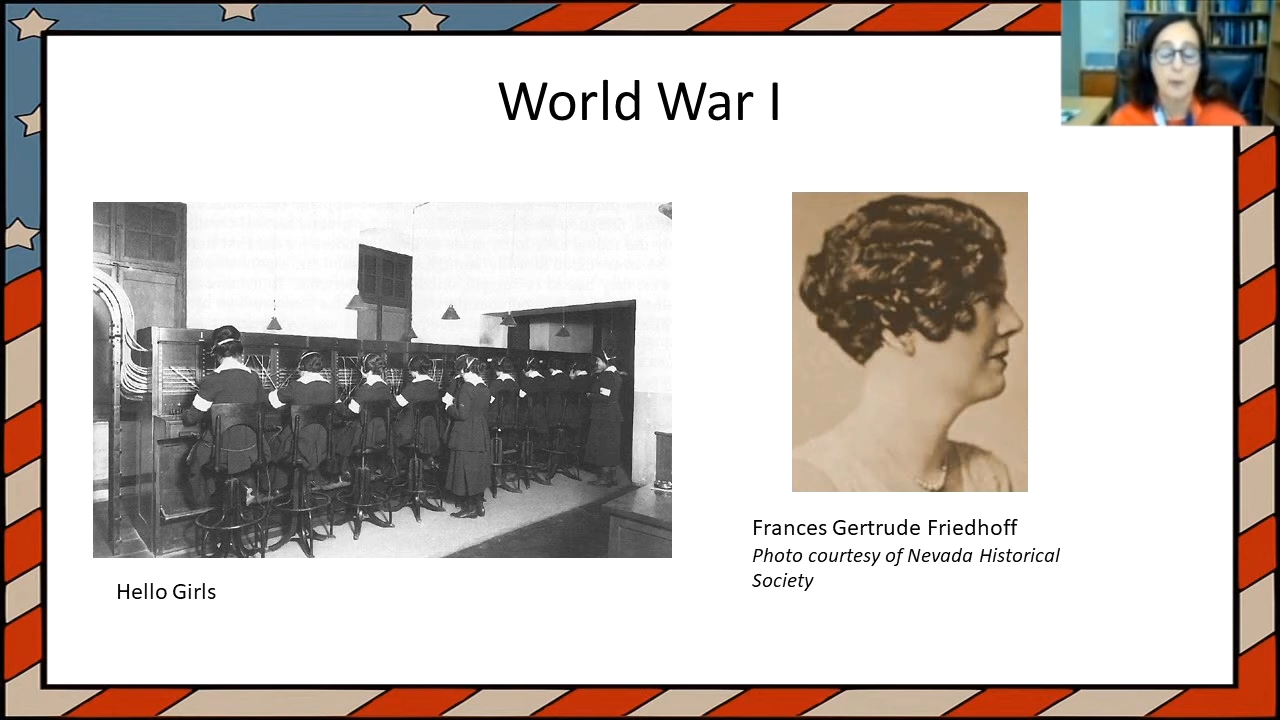 World War I
Hello Girls
Frances Gertrude Friedhoff
Photo courtesy of Nevada Historical
Society